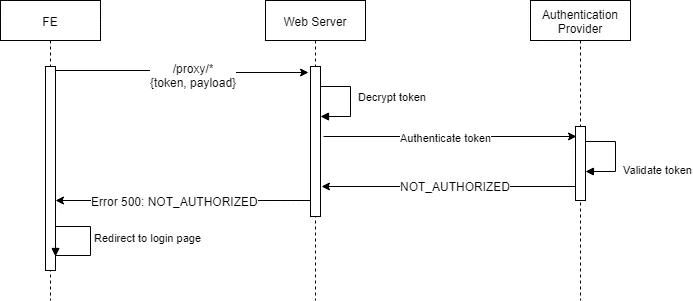 FE
Web Server
Authentication
Provider
/proxy/*
{token, payload}
Decrypt token
Authenticate token
Validate token
NOT_AUTHORIZED
Error 500: NOT_AUTHORIZED
Redirect to login page